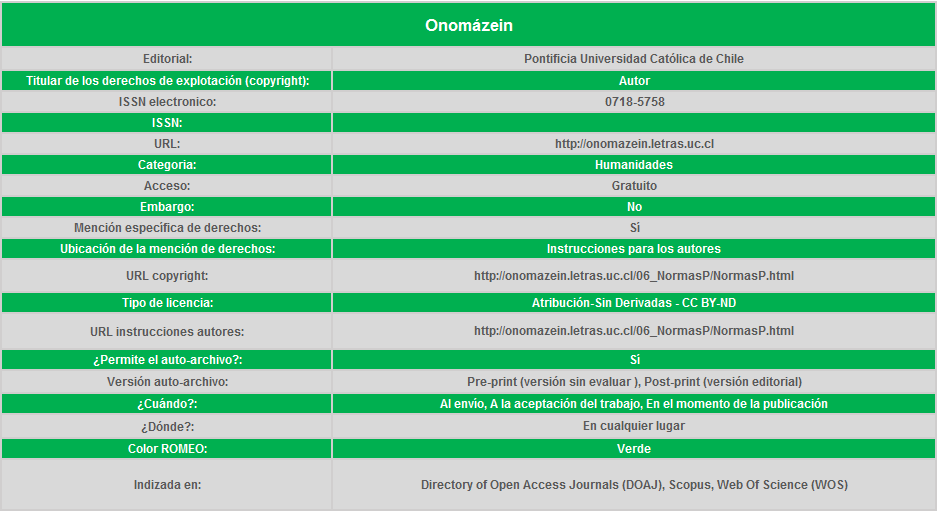 Onomázein
Editorial: Pontificia Universidad Católica de Chile
Titular de los derechos de explotación (copyright): Autor
ISSN electronico: 0718-5758
ISSN:
URL: http://onomazein.letras.uc.cl
Categoria: Humanidades
Acceso: Gratuito
Embargo: No
Mención específica de derechos: Sí
Ubicación de la mención de derechos: Instrucciones para los autores
URL copyright: http://onomazein.letras.uc.cl/06_NormasP/NormasP.html
Tipo de licencia: Atribución-Sin Derivadas - CC BY-ND
URL instrucciones autores: http://onomazein.letras.uc.cl/06_NormasP/NormasP.html
¿Permite el auto-archivo?: Sí
Versión auto-archivo: Pre-print (versión sin evaluar ), Post-print (versión editorial)
¿Cuándo?: Al envío, A la aceptación del trabajo, En el momento de la publicación
¿Dónde?: En cualquier lugar
Color ROMEO: Verde
Indizada en: Directory of Open Access Journals (DOAJ), Scopus, Web Of Science (WOS)